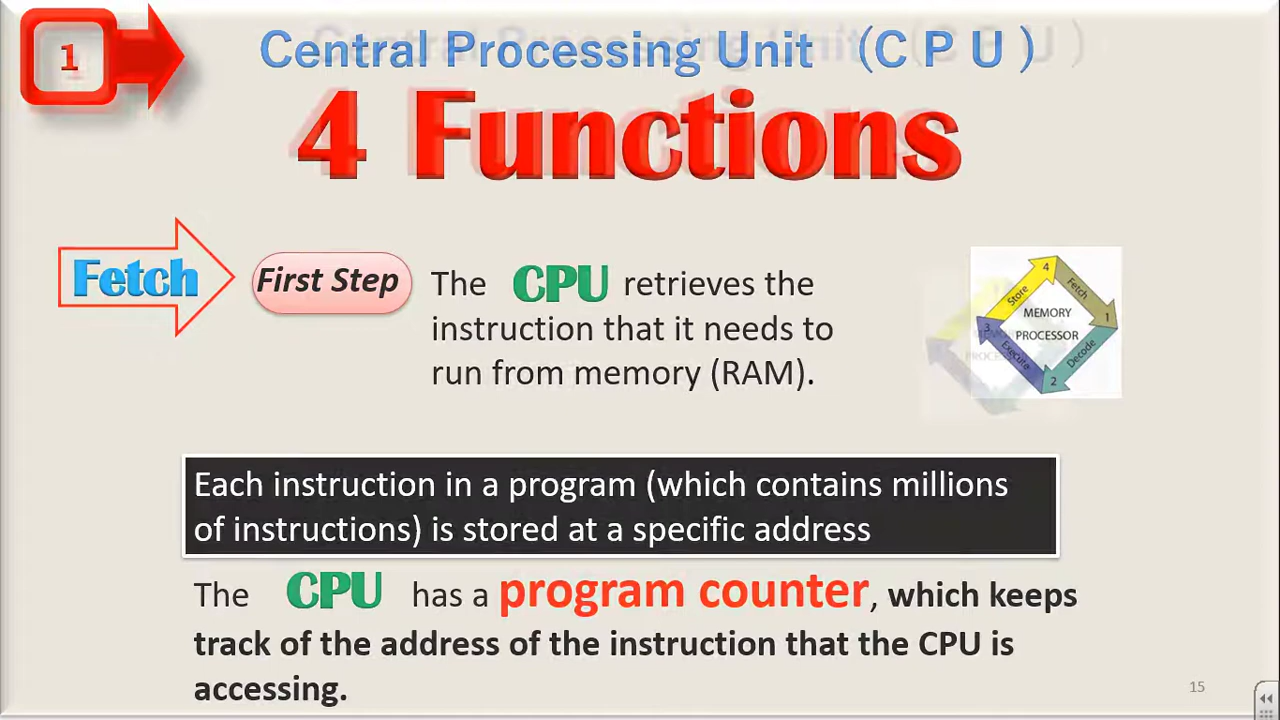 1
Central Processing Unit (C P U )
4 Functions
Fetch
First Step
The CPU retrieves the
instruction that it needs to
run from memory (RAM).
4
Store
Fetch
MEMORY
PROCESSOR
3
1
Execute
Decode
2
Each instruction in a program (which contains millions
of instructions) is stored at a specific address
The CPU has a program counter, which keeps
track of the address of the instruction that the CPU is
accessing.
15